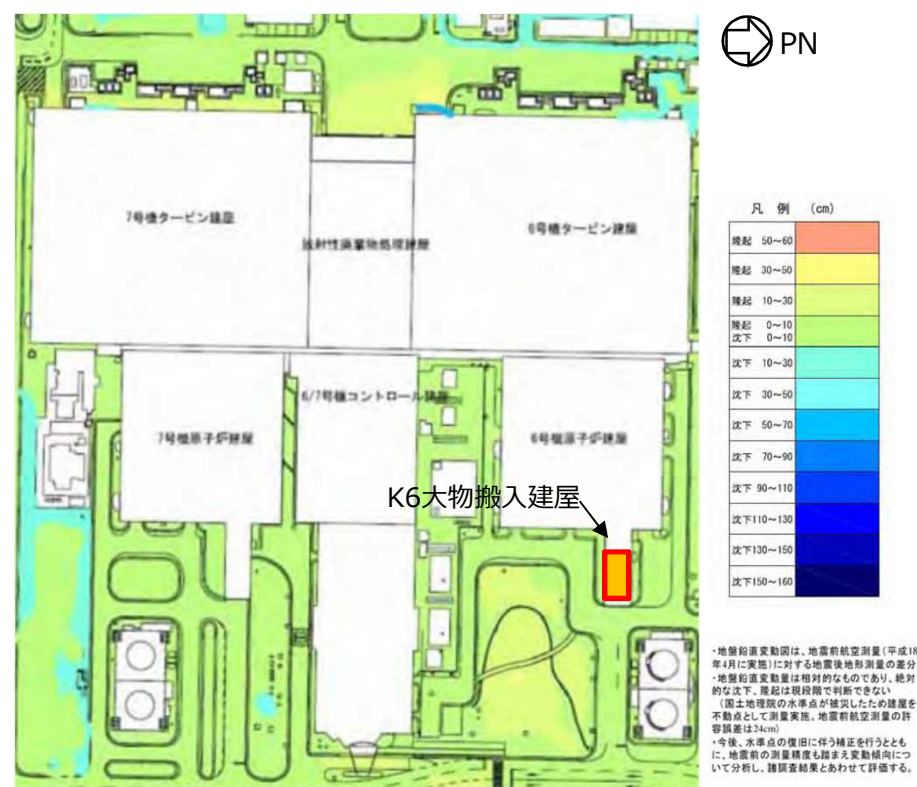 PN
7号機タービン建屋
放射性廃棄物処理建屋
6号機タービン建屋
6/7号機コントロール建屋
7号機原子炉建屋
6号機原子炉建屋
K6大物搬入建屋
凡 例 (cm)
隆起 50~60
隆起 30~50
隆起 10~30
隆起 0~10
沈下 0~10
沈下 10~30
沈下 30~50
沈下 50~70
沈下 70~90
沈下 90~110
沈下110~130
沈下130~150
沈下150~160
・地盤鉛直変動図は、地震前航空測量(平成18
年4月に実施)に対する地震後地形測量の差分
・地盤鉛直変動量は相対的なものであり、絶対
的な沈下、隆起は現段階で判断できない
(国土地理院の水準点が被災したため建屋を
不動点として測量実施。地震前航空測量の許
容誤差は24cm)
・今後、水準点の復旧に伴う補正を行うととも
に、地震前の測量精度も踏まえ変動傾向につ
いて分析し、諸調査結果とあわせて評価する。